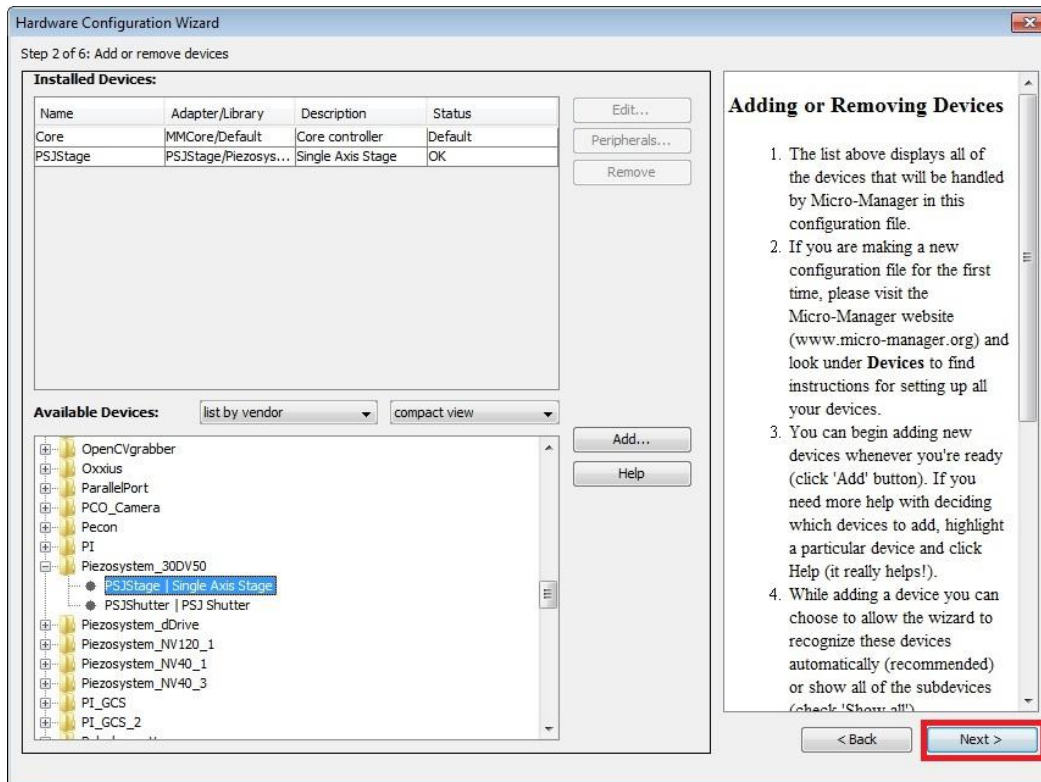 Hardware Configuration Wizard
Step 2 of 6: Add or remove devices
Installed Devices:
Name Adapter/Library Description Status
Core MMCore/Default Core controller Default
PSJStage PSJStage/Piezosys... Single Axis Stage OK
Edit...
Peripherals...
Remove
Available Devices: list by vendor compact view
OpenCVgrabber
Oxxius
ParallelPort
PCO_Camera
Pecon
PI
Piezosystem_30DV50
PSJStage | Single Axis Stage
PSJShutter | PSJ Shutter
Piezosystem_dDrive
Piezosystem_NV120_1
Piezosystem_NV40_1
Piezosystem_NV40_3
PI_GCS
PI_GCS_2
Add...
Help
Adding or Removing Devices
1. The list above displays all of
the devices that will be handled
by Micro-Manager in this
configuration file.
2. If you are making a new
configuration file for the first
time, please visit the
Micro-Manager website
(www.micro-manager.org) and
look under Devices to find
instructions for setting up all
your devices.
3. You can begin adding new
devices whenever you're ready
(click 'Add' button). If you
need more help with deciding
which devices to add, highlight
a particular device and click
Help (it really helps!).
4. While adding a device you can
choose to allow the wizard to
recognize these devices
automatically (recommended)
or show all of the subdevices
(check 'Show all')
< Back
Next >